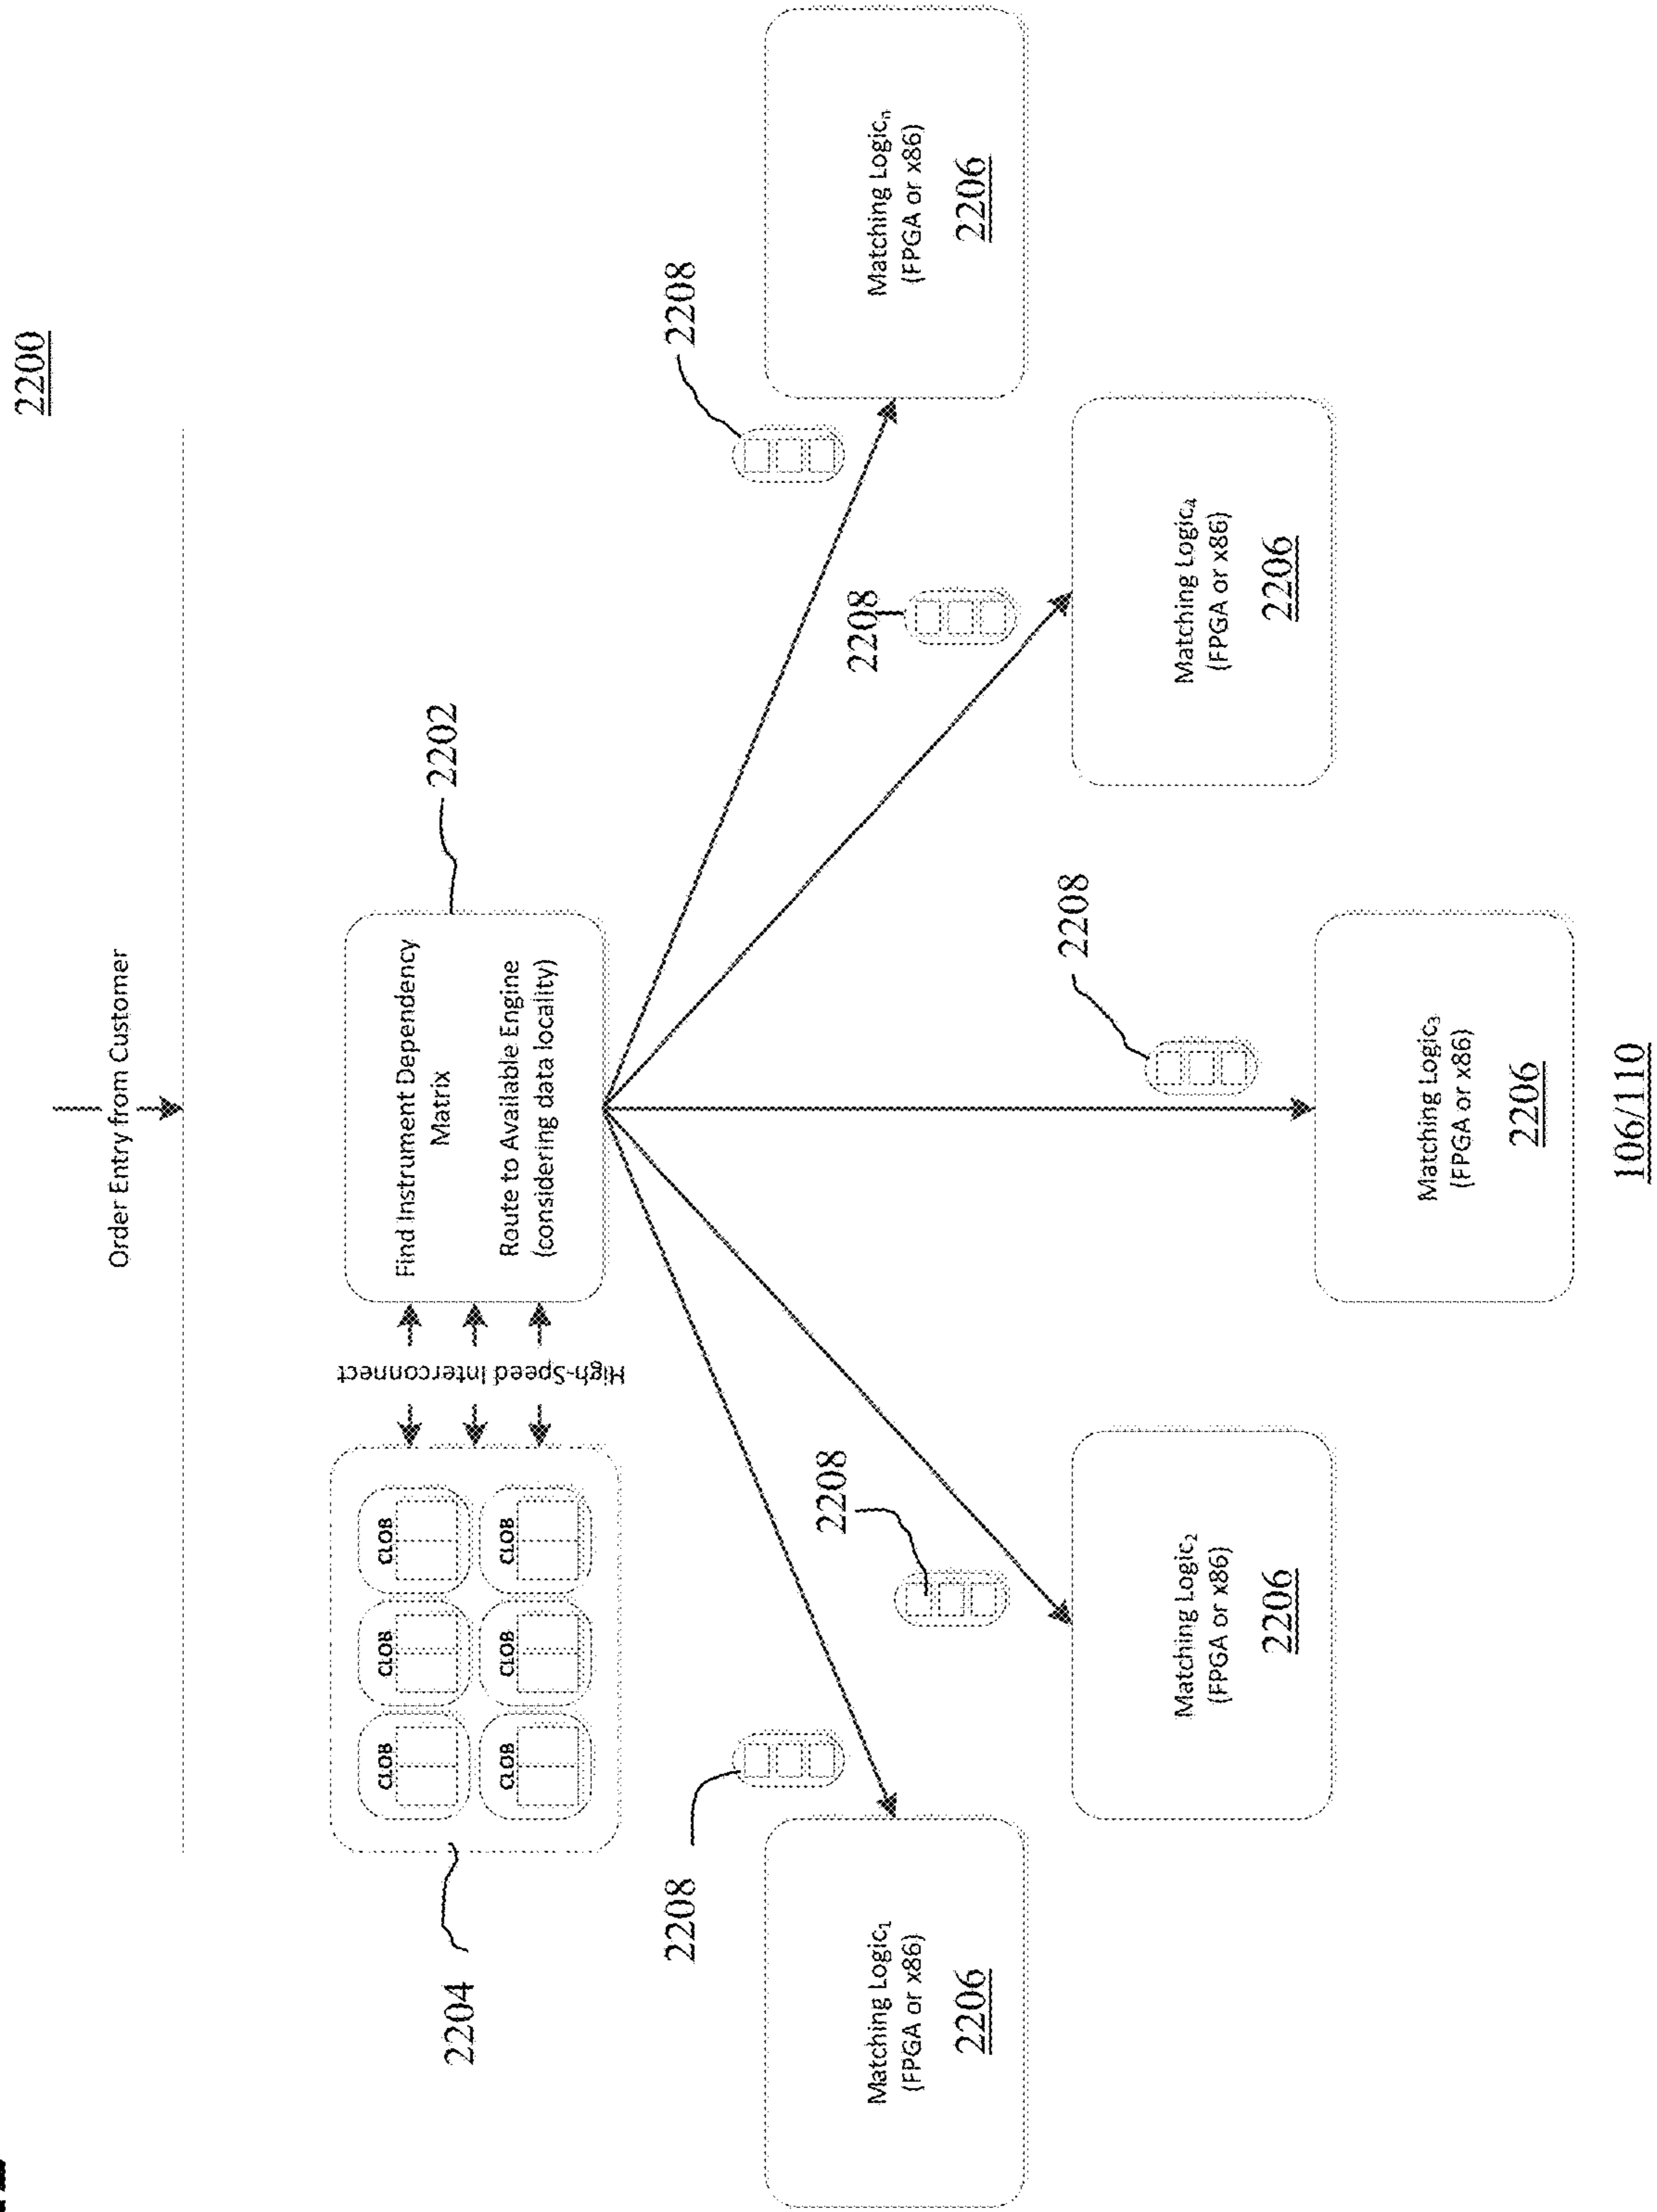 2200
Order Entry from Customer
2204
CLOB CLOB CLOB
CLOB CLOB CLOB
High-Speed Interconnect
Find Instrument Dependency
Matrix
Route to Available Engine
(considering data locality)
2202
2208
2208
2208
2208
2208
Matching Logic₁
(FPGA or x86)
2206
Matching Logic₂
(FPGA or x86)
2206
Matching Logic₃
(FPGA or x86)
2206
Matching Logic₄
(FPGA or x86)
2206
Matching Logicₙ
(FPGA or x86)
2206
106/110